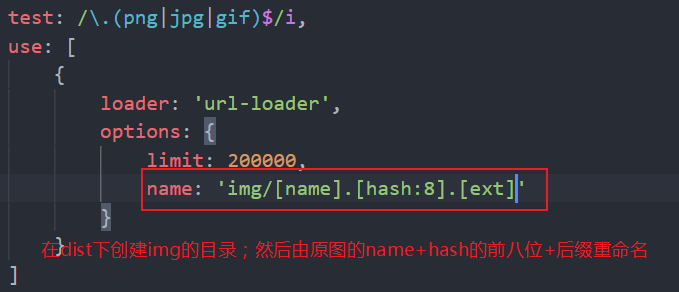 test: /\.(png|jpg|gif)$/i,
use: [
{
loader: 'url-loader',
options: {
limit: 200000,
name: 'img/[name].[hash:8].[ext]'
}
在dist下创建img的目录；然后由原图的name+hash的前八位+后缀重命名
}
]